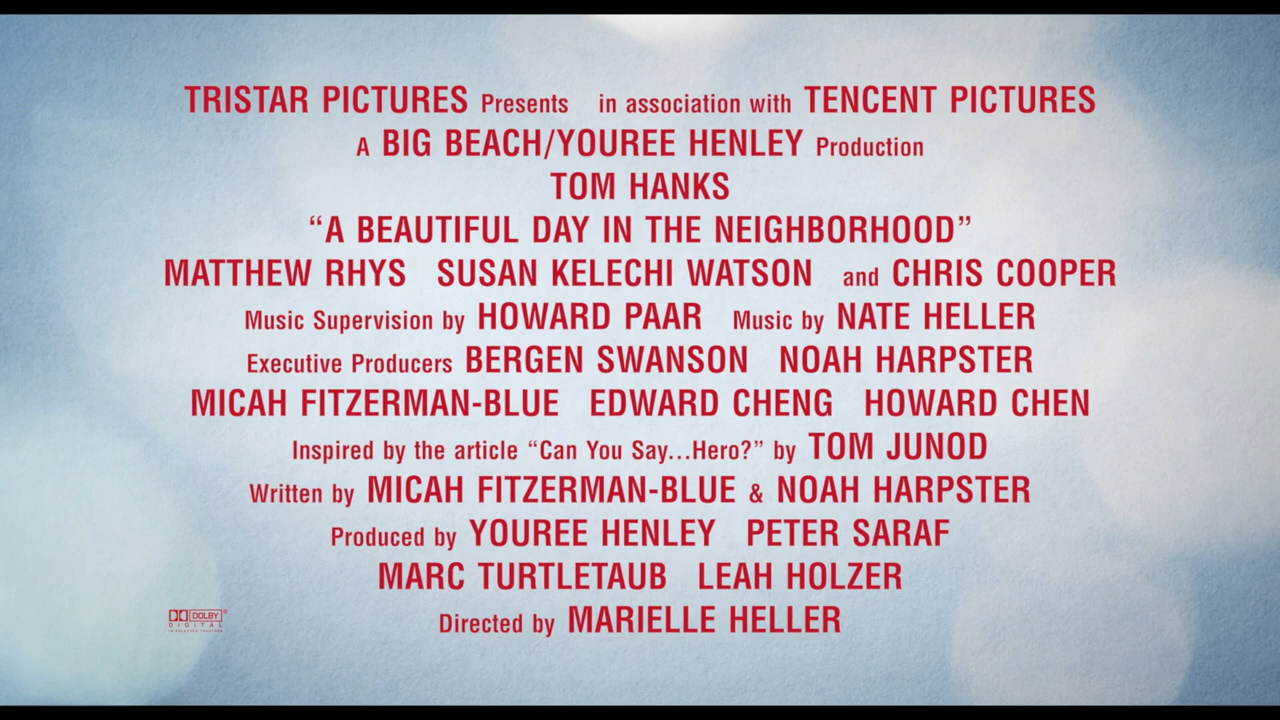 TRISTAR PICTURES Presents in association with TENCENT PICTURES
A BIG BEACH/YOUREE HENLEY Production
TOM HANKS
“A BEAUTIFUL DAY IN THE NEIGHBORHOOD”
MATTHEW RHYS SUSAN KELECHI WATSON and CHRIS COOPER
Music Supervision by HOWARD PAAR Music by NATE HELLER
Executive Producers BERGEN SWANSON NOAH HARPSTER
MICAH FITZERMAN-BLUE EDWARD CHENG HOWARD CHEN
Inspired by the article “Can You Say...Hero?” by TOM JUNOD
Written by MICAH FITZERMAN-BLUE & NOAH HARPSTER
Produced by YOUREE HENLEY PETER SARAF
MARC TURTLETAUB LEAH HOLZER
Directed by MARIELLE HELLER
DOLBY
DIGITAL
IN SELECTED THEATRES